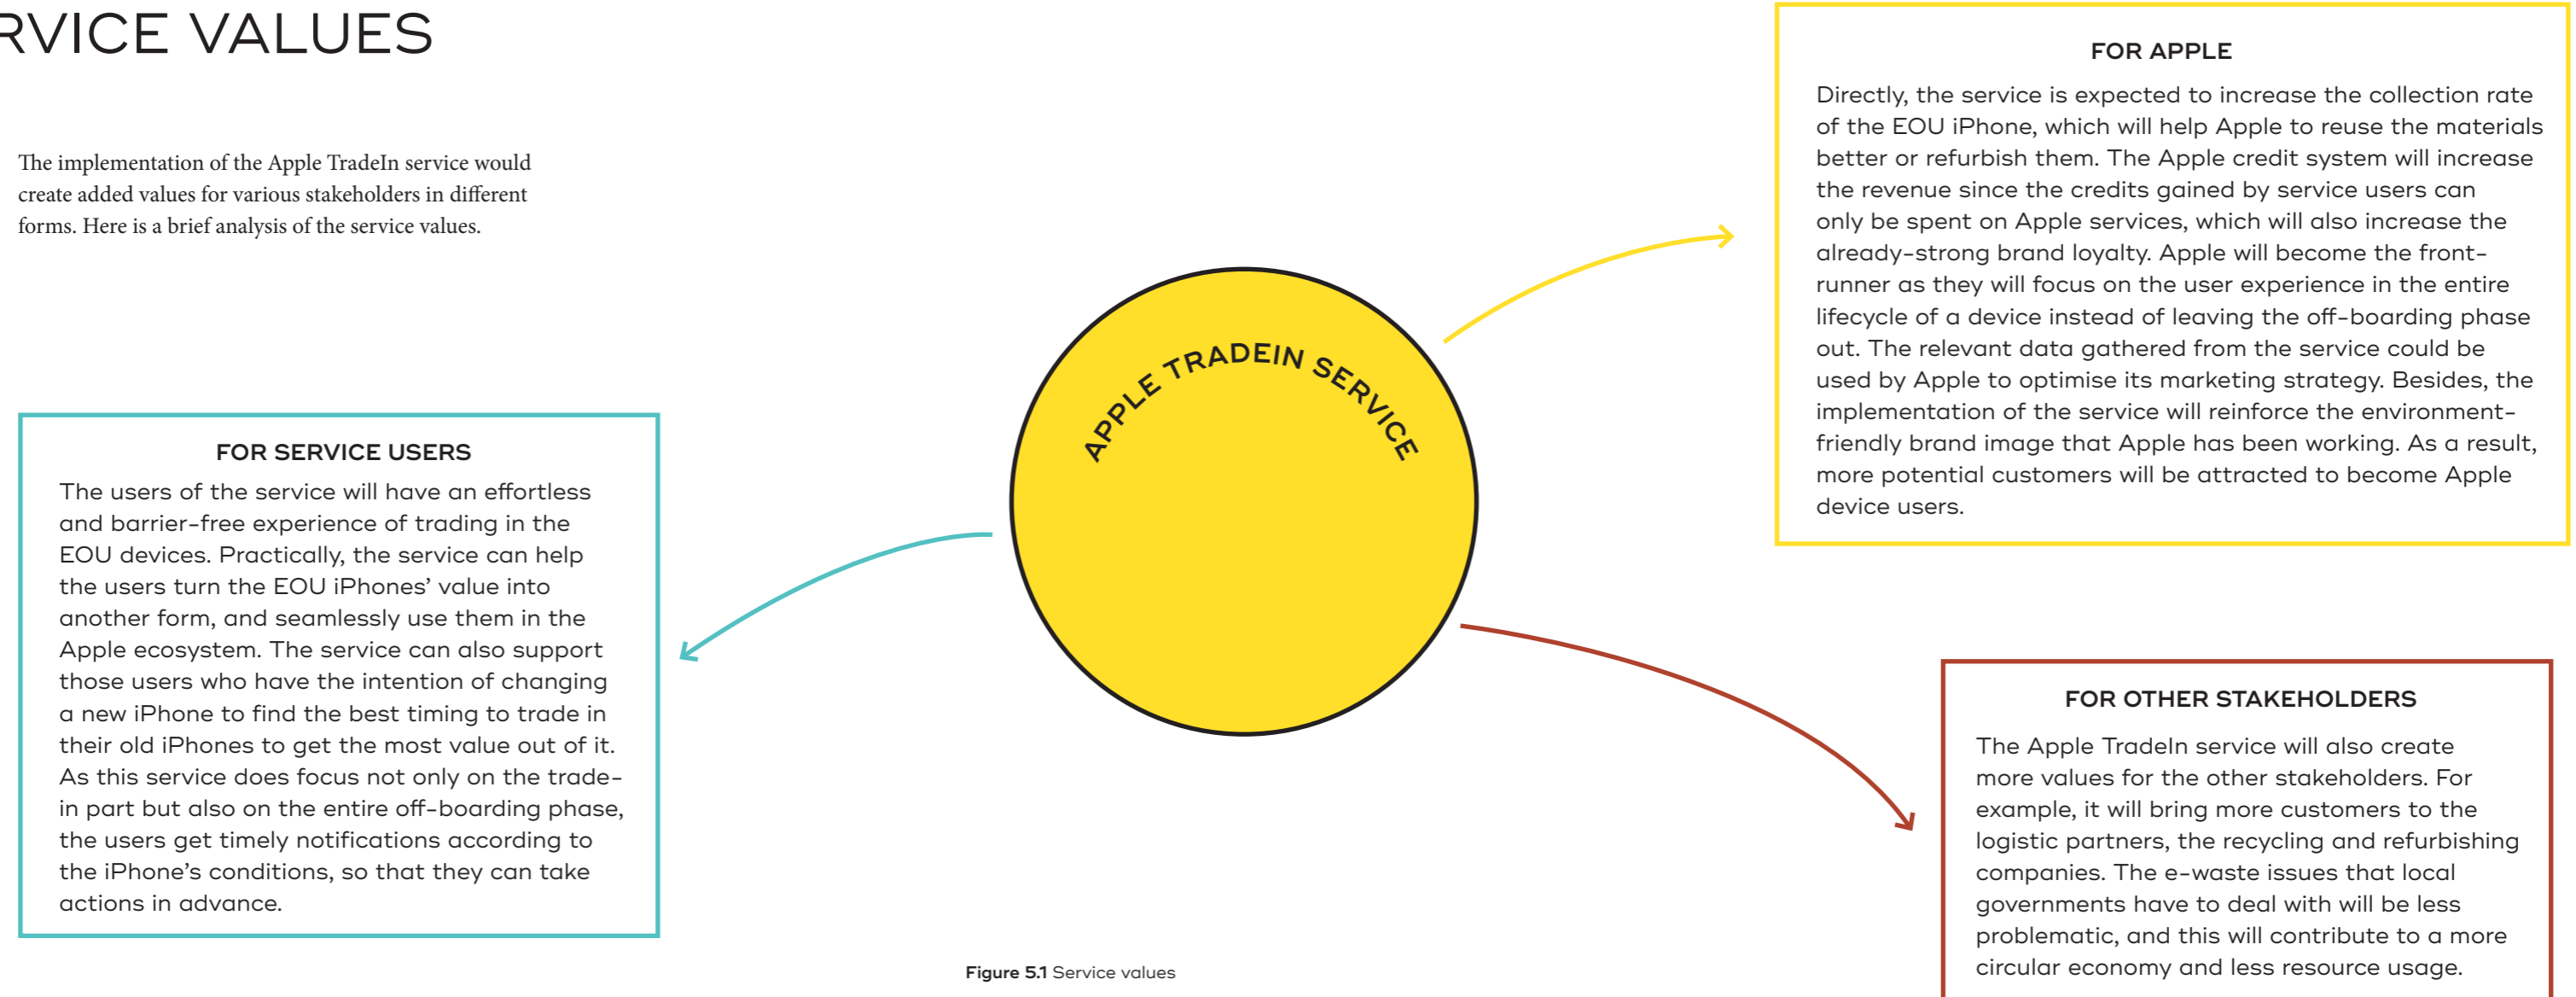 RVICE VALUES
The implementation of the Apple TradeIn service would
create added values for various stakeholders in different
forms. Here is a brief analysis of the service values.
FOR SERVICE USERS
The users of the service will have an effortless
and barrier-free experience of trading in the
EOU devices. Practically, the service can help
the users turn the EOU iPhones’ value into
another form, and seamlessly use them in the
Apple ecosystem. The service can also support
those users who have the intention of changing
a new iPhone to find the best timing to trade in
their old iPhones to get the most value out of it.
As this service does focus not only on the trade-
in part but also on the entire off-boarding phase,
the users get timely notifications according to
the iPhone’s conditions, so that they can take
actions in advance.
APPLE TRADEIN SERVICE
FOR APPLE
Directly, the service is expected to increase the collection rate
of the EOU iPhone, which will help Apple to reuse the materials
better or refurbish them. The Apple credit system will increase
the revenue since the credits gained by service users can
only be spent on Apple services, which will also increase the
already-strong brand loyalty. Apple will become the front-
runner as they will focus on the user experience in the entire
lifecycle of a device instead of leaving the off-boarding phase
out. The relevant data gathered from the service could be
used by Apple to optimise its marketing strategy. Besides, the
implementation of the service will reinforce the environment-
friendly brand image that Apple has been working. As a result,
more potential customers will be attracted to become Apple
device users.
FOR OTHER STAKEHOLDERS
The Apple TradeIn service will also create
more values for the other stakeholders. For
example, it will bring more customers to the
logistic partners, the recycling and refurbishing
companies. The e-waste issues that local
governments have to deal with will be less
problematic, and this will contribute to a more
circular economy and less resource usage.
Figure 5.1 Service values